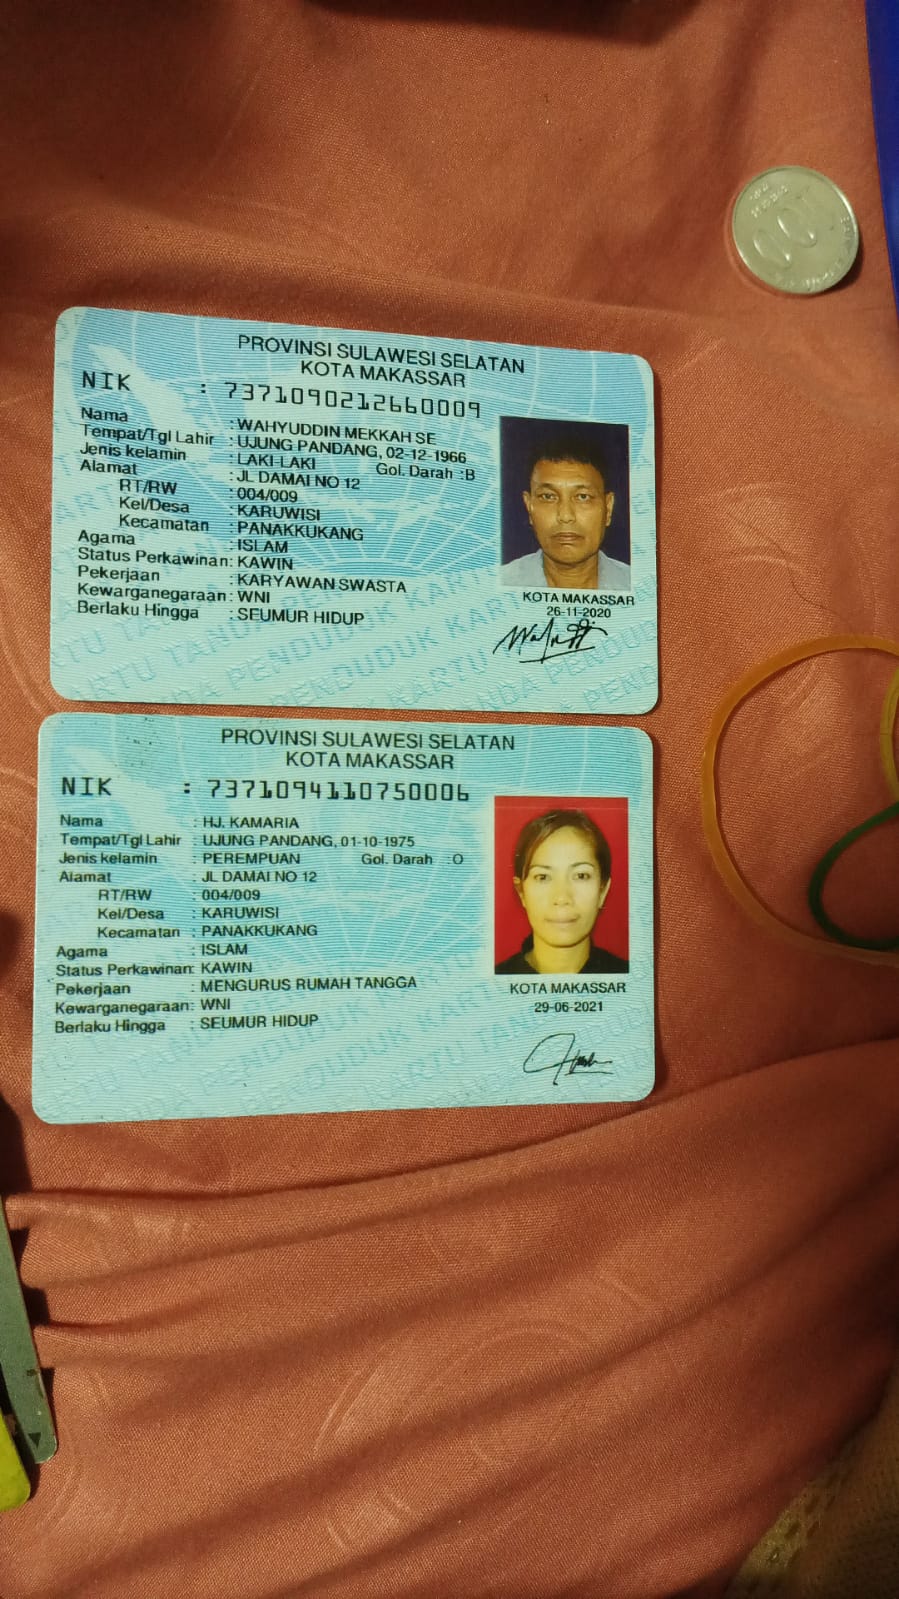 PROVINSI SULAWESI SELATAN
KOTA MAKASSAR
NIK : 7371090212660009
Nama : WAHYUDDIN MEKKAH SE
Tempat/Tgl Lahir : UJUNG PANDANG, 02-12-1966
Jenis kelamin : LAKI-LAKI Gol. Darah :B
Alamat : JL DAMAI NO 12
RT/RW : 004/009
Kel/Desa : KARUWISI
Kecamatan : PANAKKUKANG
Agama : ISLAM
Status Perkawinan: KAWIN
Pekerjaan : KARYAWAN SWASTA
Kewarganegaraan: WNI
Berlaku Hingga : SEUMUR HIDUP
KOTA MAKASSAR
26-11-2020
PROVINSI SULAWESI SELATAN
KOTA MAKASSAR
NIK : 7371094110750006
Nama : HJ. KAMARIA
Tempat/Tgl Lahir : UJUNG PANDANG, 01-10-1975
Jenis kelamin : PEREMPUAN Gol. Darah :O
Alamat : JL DAMAI NO 12
RT/RW : 004/009
Kel/Desa : KARUWISI
Kecamatan : PANAKKUKANG
Agama : ISLAM
Status Perkawinan: KAWIN
Pekerjaan : MENGURUS RUMAH TANGGA
Kewarganegaraan: WNI
Berlaku Hingga : SEUMUR HIDUP
KOTA MAKASSAR
29-06-2021
100